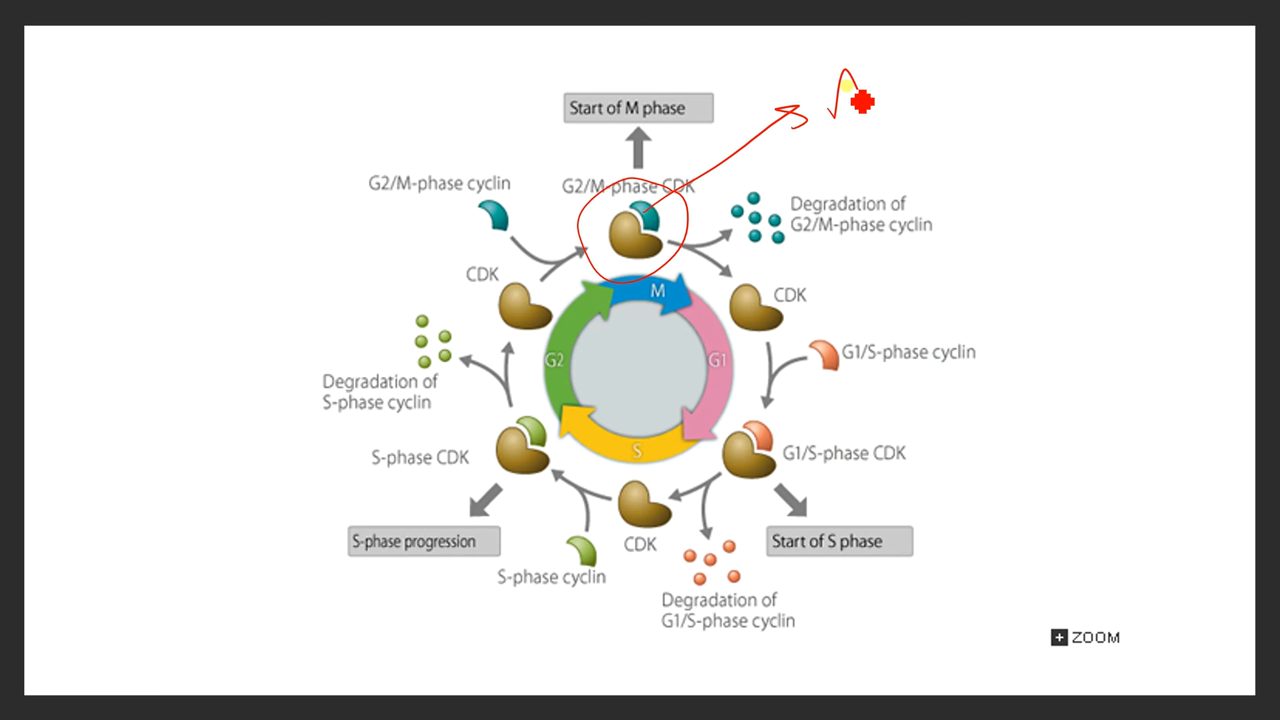 Start of M phase
G2/M-phase cyclin
G2/M-phase CDK
Degradation of
G2/M-phase cyclin
CDK
CDK
M
G2
G1
S
G1/S-phase cyclin
Degradation of
S-phase cyclin
S-phase CDK
G1/S-phase CDK
S-phase progression
CDK
Start of S phase
S-phase cyclin
Degradation of
G1/S-phase cyclin
ZOOM